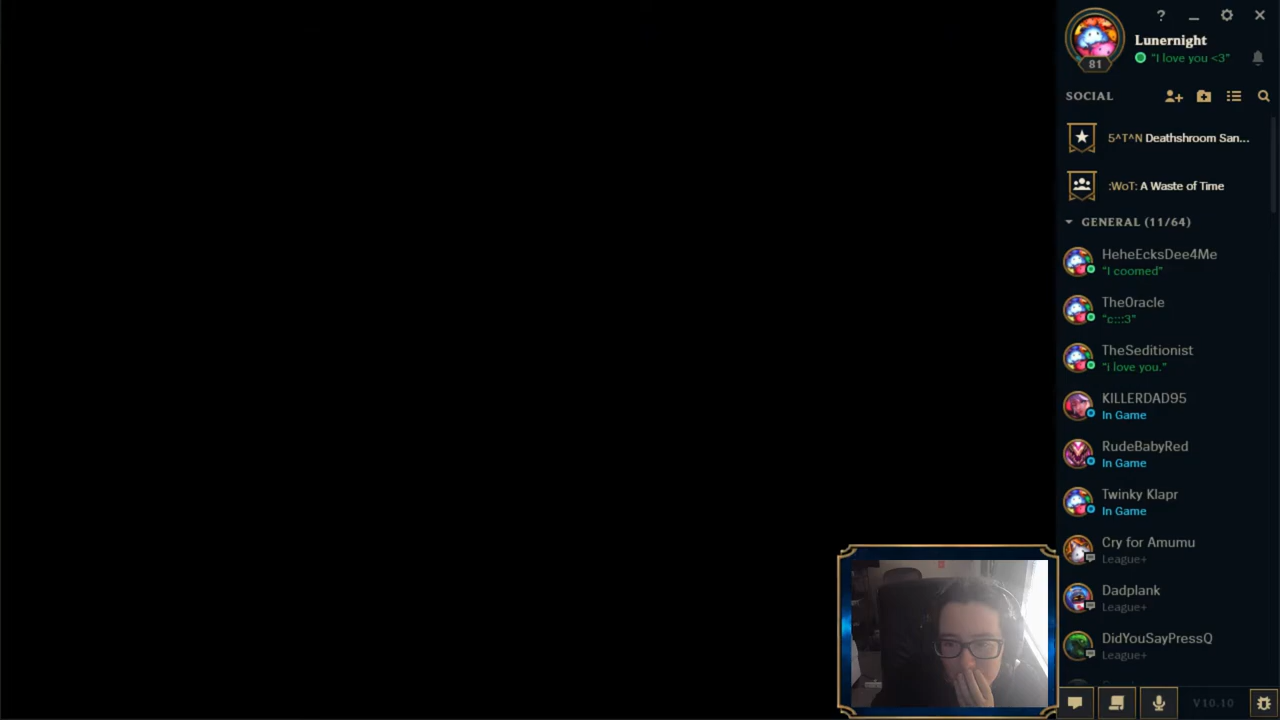 ?
Lunernight
"I love you <3"
81
SOCIAL
5^T^N Deathshroom San...
:WoT: A Waste of Time
GENERAL (11/64)
HeheEcksDee4Me
"I coomed"
The0racle
"c:::3"
TheSeditionist
"i love you."
KILLERDAD95
In Game
RudeBabyRed
In Game
Twinky Klapr
In Game
Cry for Amumu
League+
Dadplank
League+
DidYouSayPressQ
League+
V10.10